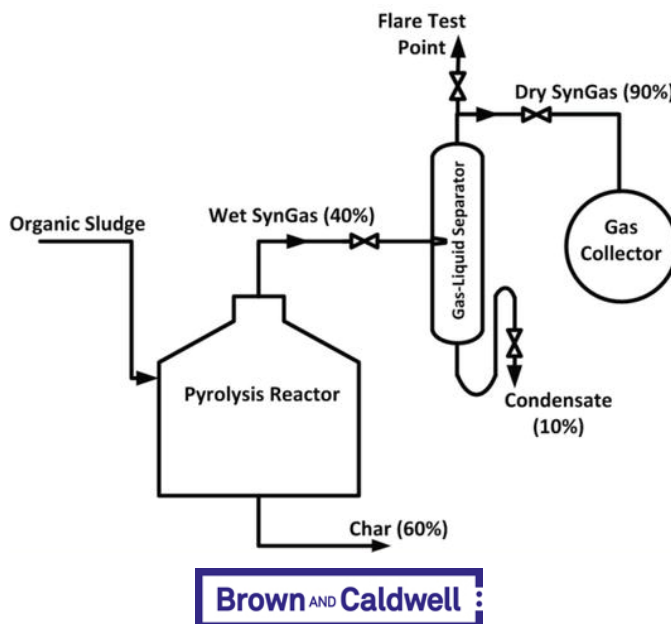 Flare Test
Point
Dry SynGas (90%)
Organic Sludge
Wet SynGas (40%)
Gas-Liquid Separator
Gas
Collector
Pyrolysis Reactor
Condensate
(10%)
Char (60%)
Brown AND Caldwell